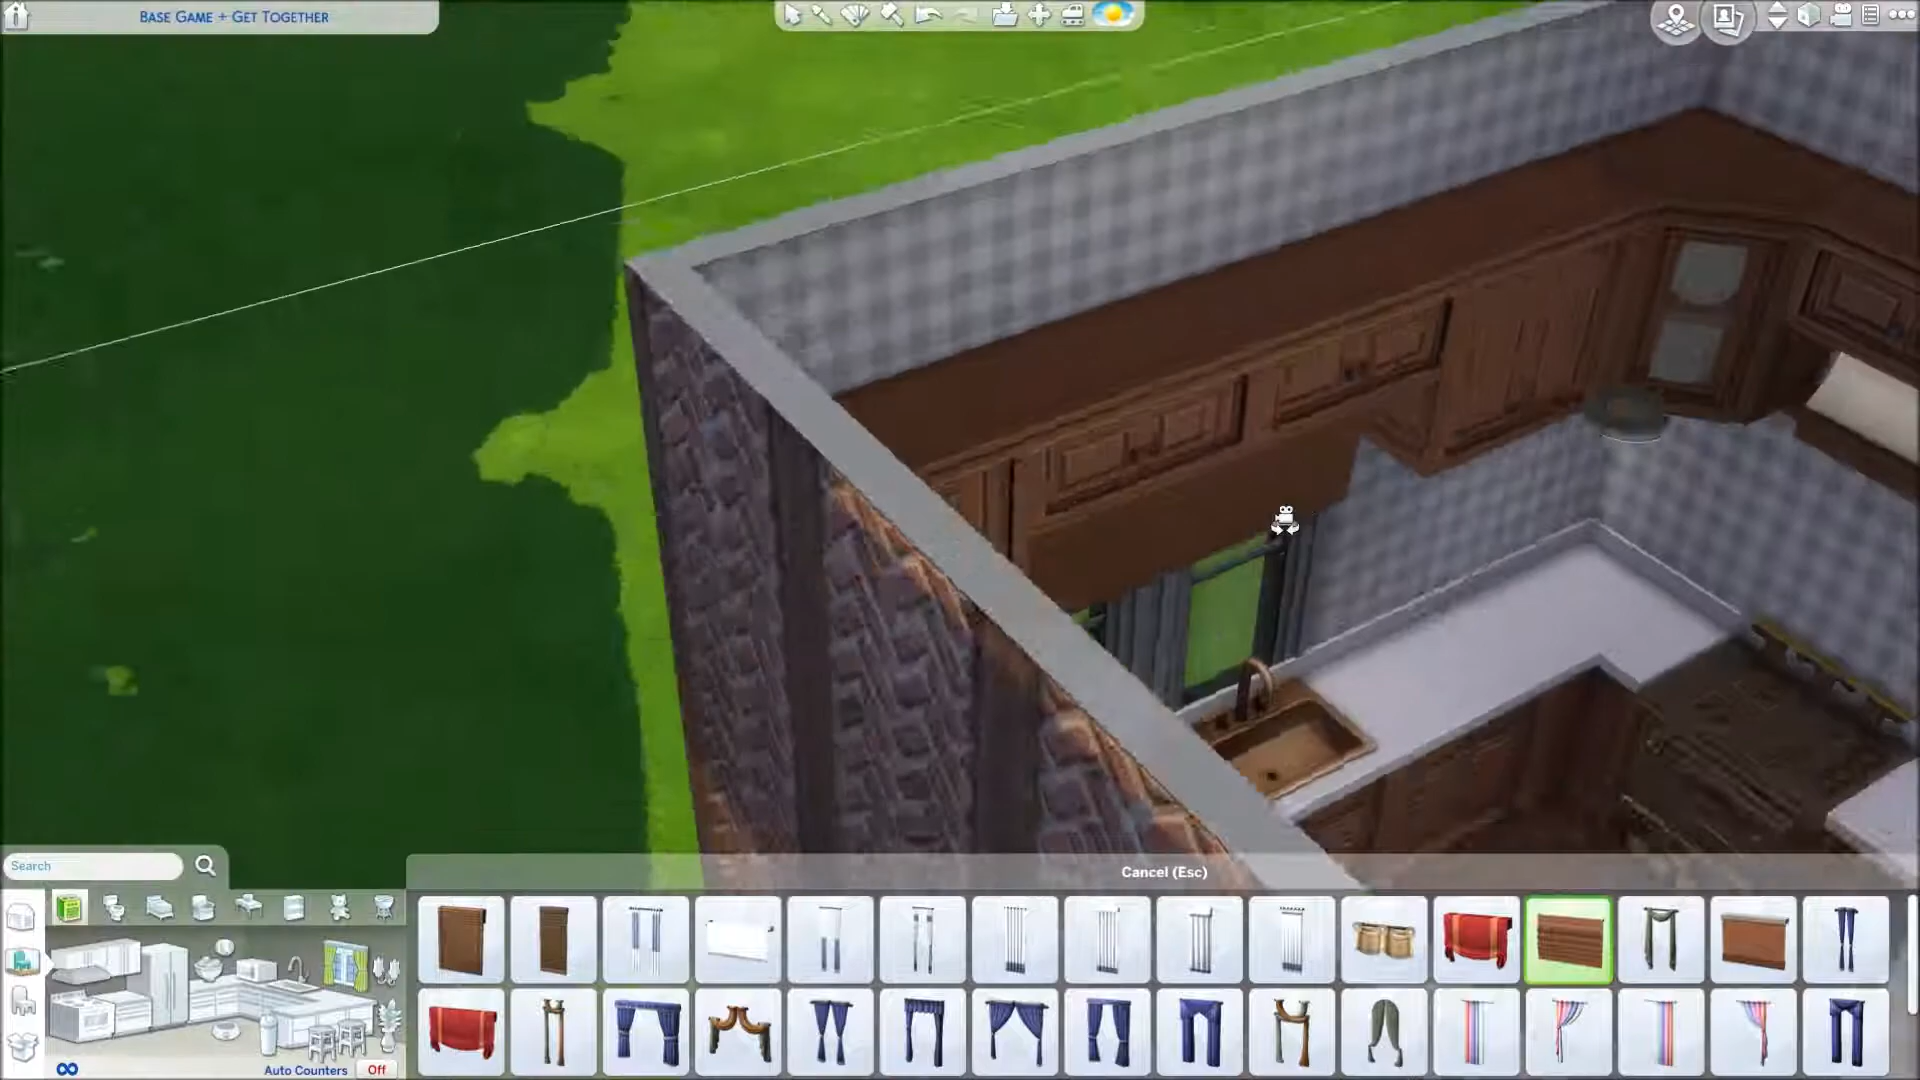 BASE GAME + GET TOGETHER
Search
Cancel (Esc)
Auto Counters
Off